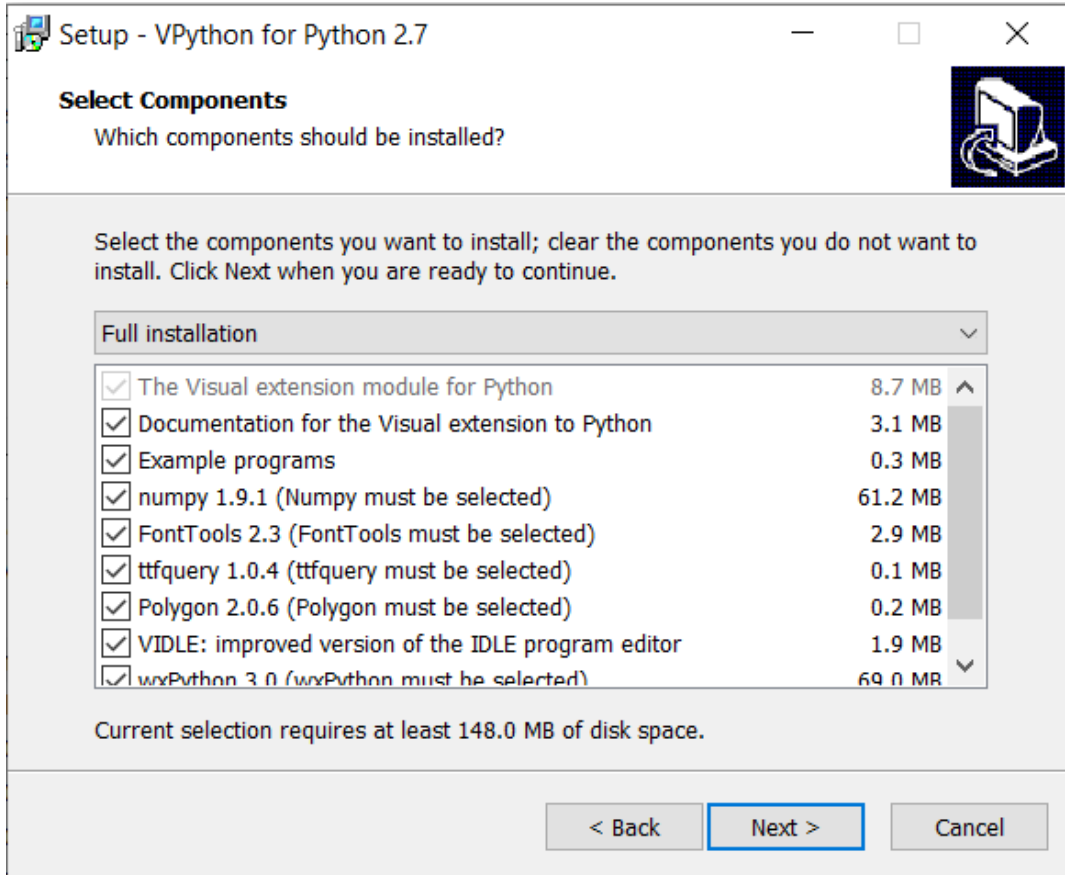 Setup - VPython for Python 2.7
Select Components
Which components should be installed?
Select the components you want to install; clear the components you do not want to
install. Click Next when you are ready to continue.
Full installation
The Visual extension module for Python 8.7 MB
Documentation for the Visual extension to Python 3.1 MB
Example programs 0.3 MB
numpy 1.9.1 (Numpy must be selected) 61.2 MB
FontTools 2.3 (FontTools must be selected) 2.9 MB
ttfquery 1.0.4 (ttfquery must be selected) 0.1 MB
Polygon 2.0.6 (Polygon must be selected) 0.2 MB
VIDLE: improved version of the IDLE program editor 1.9 MB
wxPython 3.0 (wxPython must be selected) 69.0 MB
Current selection requires at least 148.0 MB of disk space.
< Back Next > Cancel